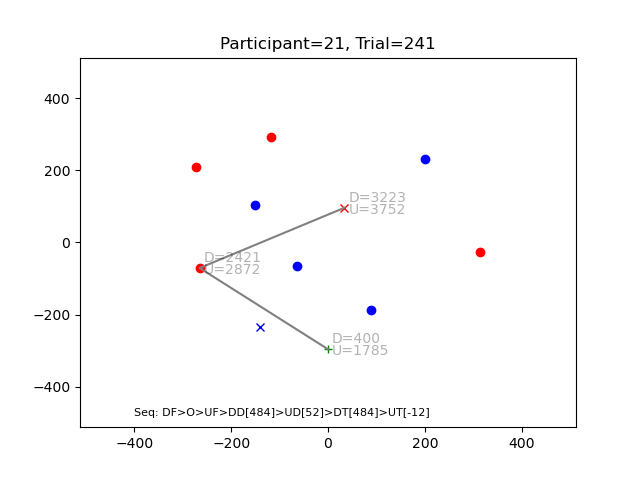 Participant=21, Trial=241
400
200
0
−200
−400
D=3223
U=3752
D=2421
U=2872
D=400
U=1785
Seq: DF>O>UF>DD[484]>UD[52]>DT[484]>UT[-12]
−400
−200
0
200
400